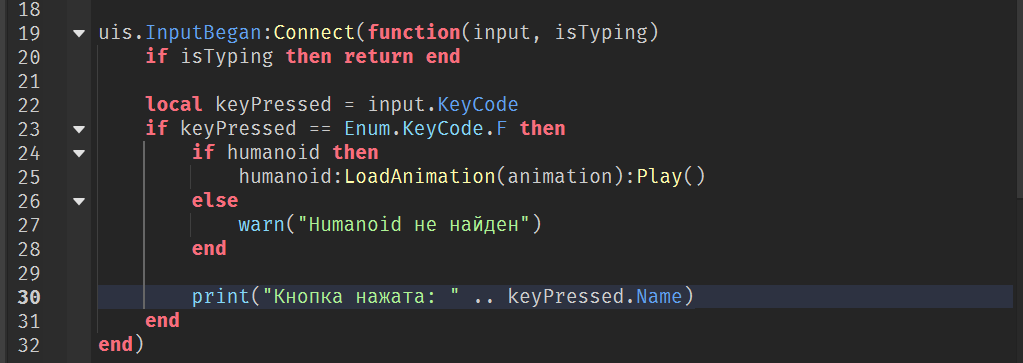 18
19 uis.InputBegan:Connect(function(input, isTyping)
20     if isTyping then return end
21
22     local keyPressed = input.KeyCode
23     if keyPressed == Enum.KeyCode.F then
24         if humanoid then
25             humanoid:LoadAnimation(animation):Play()
26         else
27             warn("Humanoid не найден")
28         end
29
30         print("Кнопка нажата: " .. keyPressed.Name)
31     end
32 end)